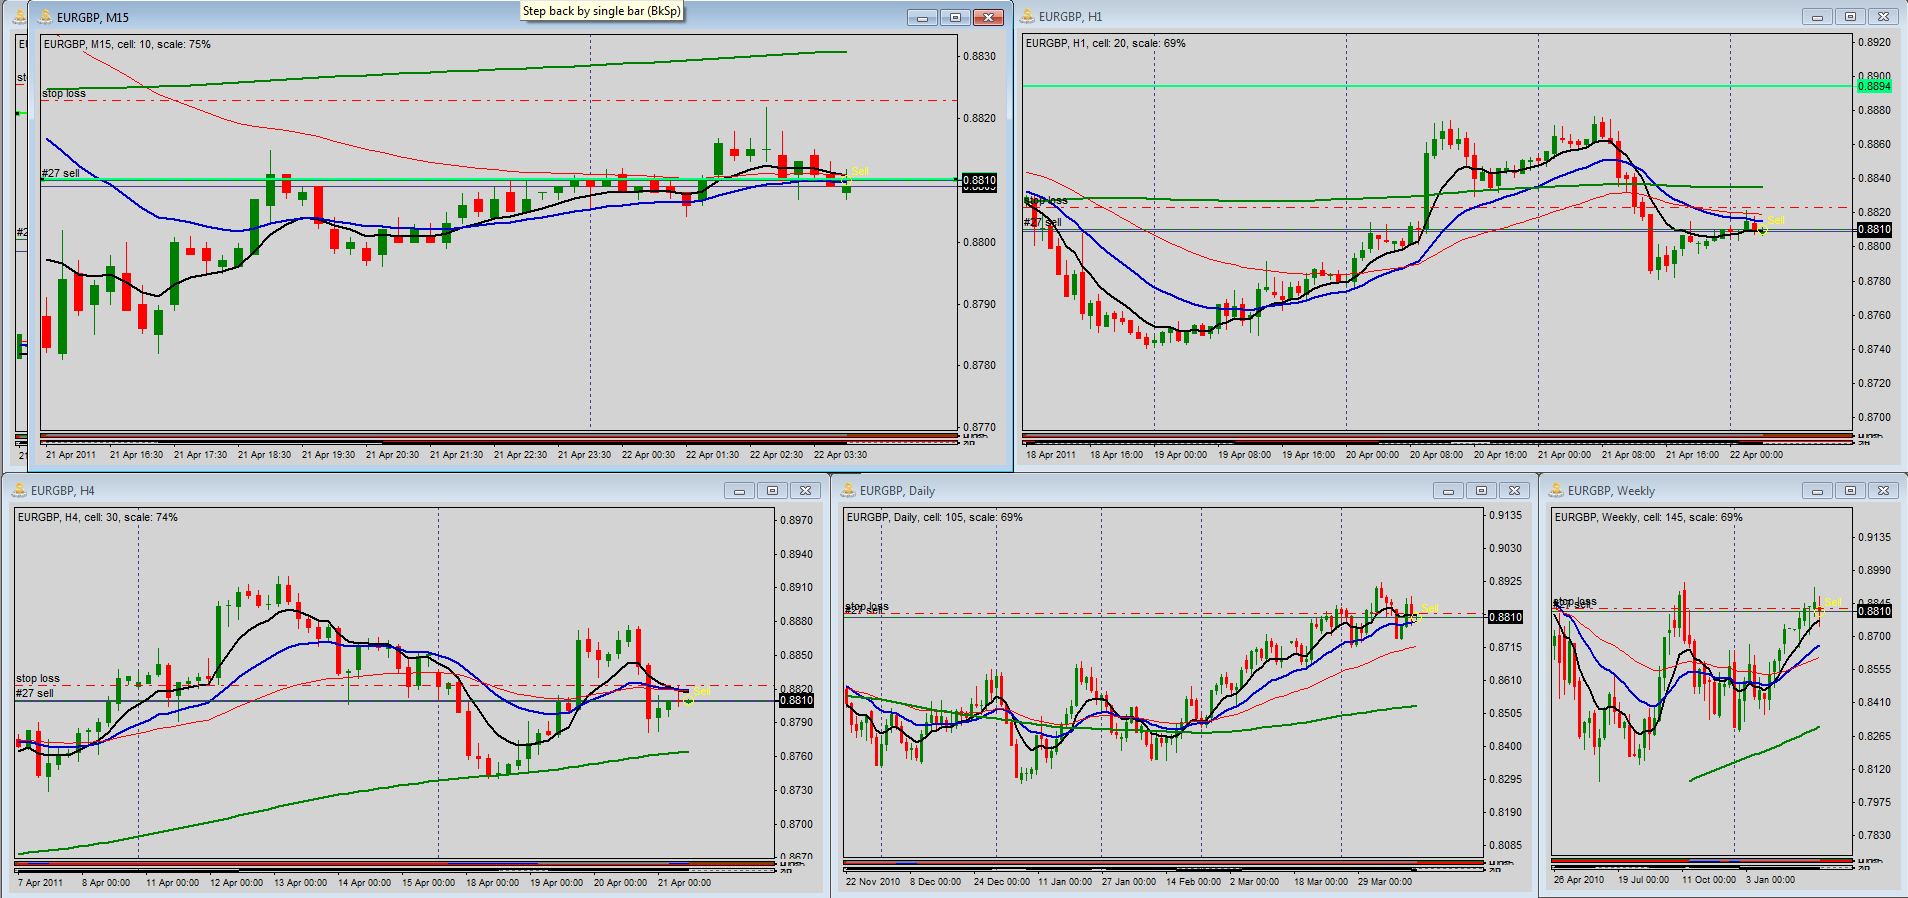 Step back by single bar (BkSp)
EURGBP, M15
EURGBP, M15, cell: 10, scale: 75%
stop loss
#27 sell
Sell
0.8830
0.8820
0.8810
0.8800
0.8790
0.8780
0.8770
21 Apr 2011
21 Apr 16:30
21 Apr 17:30
21 Apr 18:30
21 Apr 19:30
21 Apr 20:30
21 Apr 21:30
21 Apr 22:30
21 Apr 23:30
22 Apr 00:30
22 Apr 01:30
22 Apr 02:30
22 Apr 03:30
EURGBP, H1
EURGBP, H1, cell: 20, scale: 69%
stop loss
#27 sell
Sell
0.8920
0.8900
0.8894
0.8880
0.8860
0.8840
0.8820
0.8810
0.8800
0.8780
0.8760
0.8740
0.8720
0.8700
18 Apr 2011
18 Apr 16:00
19 Apr 00:00
19 Apr 08:00
19 Apr 16:00
20 Apr 00:00
20 Apr 08:00
20 Apr 16:00
21 Apr 00:00
21 Apr 08:00
21 Apr 16:00
22 Apr 00:00
EURGBP, H4
EURGBP, H4, cell: 30, scale: 74%
stop loss
#27 sell
Sell
0.8970
0.8940
0.8910
0.8880
0.8850
0.8820
0.8810
0.8790
0.8760
0.8730
0.8700
0.8670
7 Apr 2011
8 Apr 00:00
11 Apr 00:00
12 Apr 00:00
13 Apr 00:00
14 Apr 00:00
15 Apr 00:00
18 Apr 00:00
19 Apr 00:00
20 Apr 00:00
21 Apr 00:00
EURGBP, Daily
EURGBP, Daily, cell: 105, scale: 69%
stop loss
#27 sell
Sell
0.9135
0.9030
0.8925
0.8810
0.8715
0.8610
0.8505
0.8400
0.8295
0.8190
0.8085
22 Nov 2010
8 Dec 00:00
24 Dec 00:00
11 Jan 00:00
27 Jan 00:00
14 Feb 00:00
2 Mar 00:00
18 Mar 00:00
29 Mar 00:00
EURGBP, Weekly
EURGBP, Weekly, cell: 145, scale: 69%
stop loss
#27 sell
Sell
0.9135
0.8990
0.8845
0.8810
0.8700
0.8555
0.8410
0.8265
0.8120
0.7975
0.7830
26 Apr 2010
19 Jul 00:00
11 Oct 00:00
3 Jan 00:00